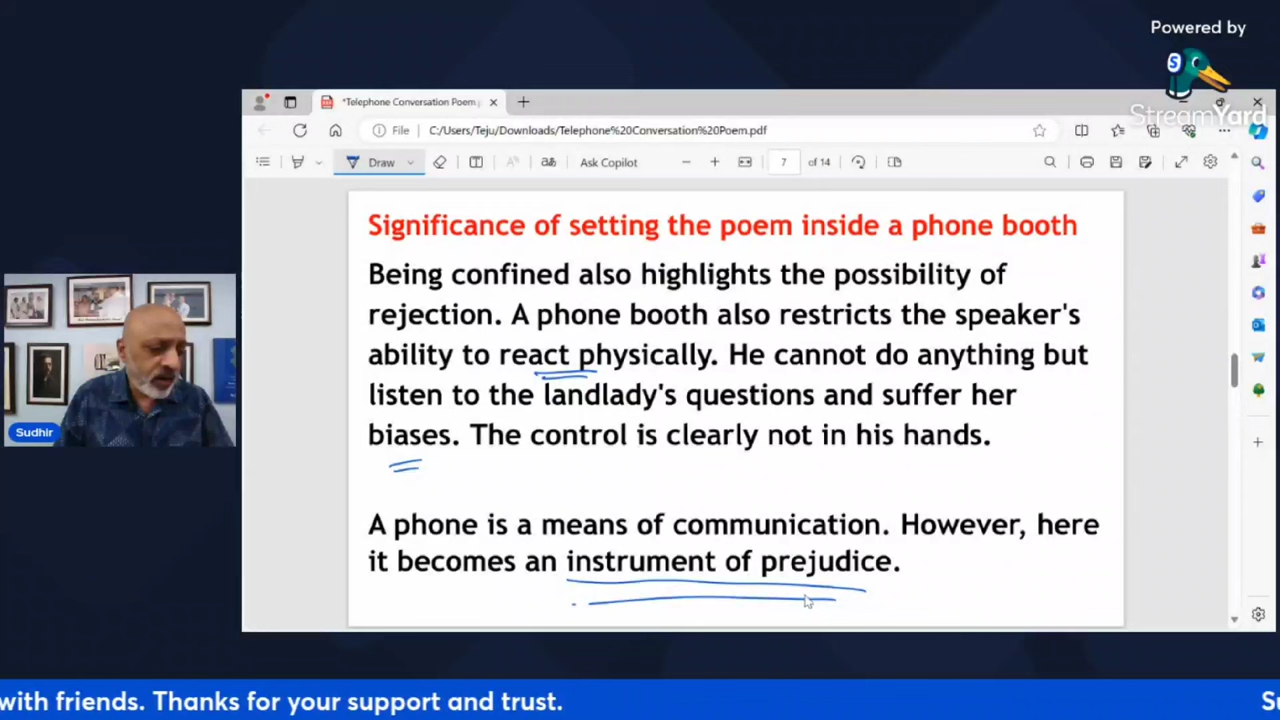 Powered by
StreamYard
*Telephone Conversation Poem
File C:/Users/Teju/Downloads/Telephone%20Conversation%20Poem.pdf
Draw Ask Copilot 7 of 14
Significance of setting the poem inside a phone booth
Being confined also highlights the possibility of
rejection. A phone booth also restricts the speaker's
ability to react physically. He cannot do anything but
listen to the landlady's questions and suffer her
biases. The control is clearly not in his hands.
A phone is a means of communication. However, here
it becomes an instrument of prejudice.
Sudhir
with friends. Thanks for your support and trust.